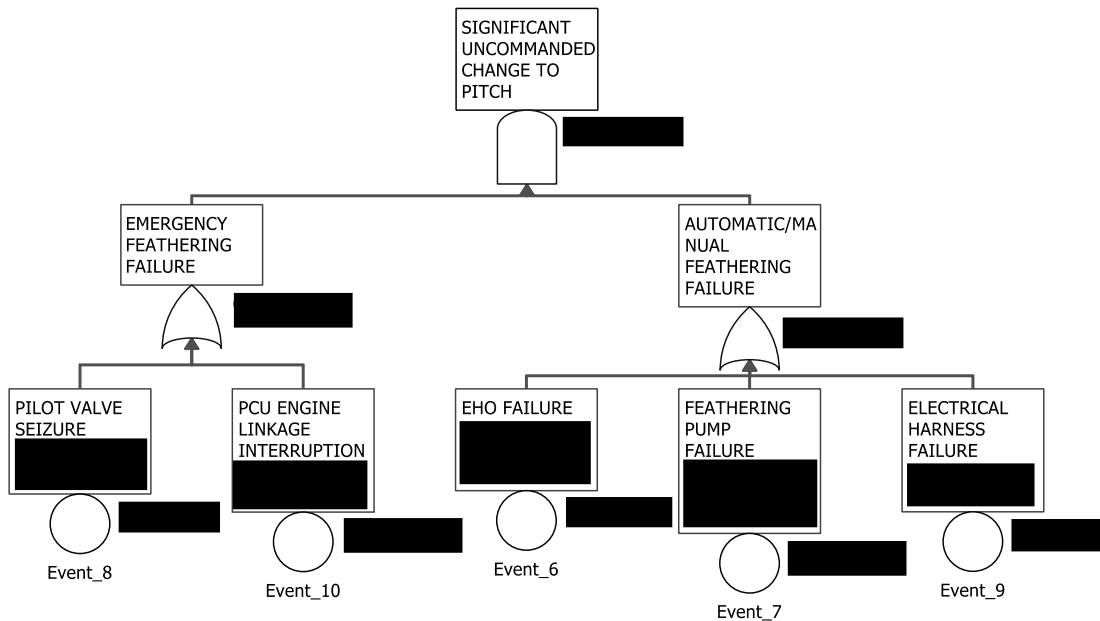 SIGNIFICANT
UNCOMMANDED
CHANGE TO
PITCH
EMERGENCY
FEATHERING
FAILURE
AUTOMATIC/MA
NUAL
FEATHERING
FAILURE
PILOT VALVE
SEIZURE
PCU ENGINE
LINKAGE
INTERRUPTION
EHO FAILURE
FEATHERING
PUMP
FAILURE
ELECTRICAL
HARNESS
FAILURE
Event_8
Event_10
Event_6
Event_7
Event_9